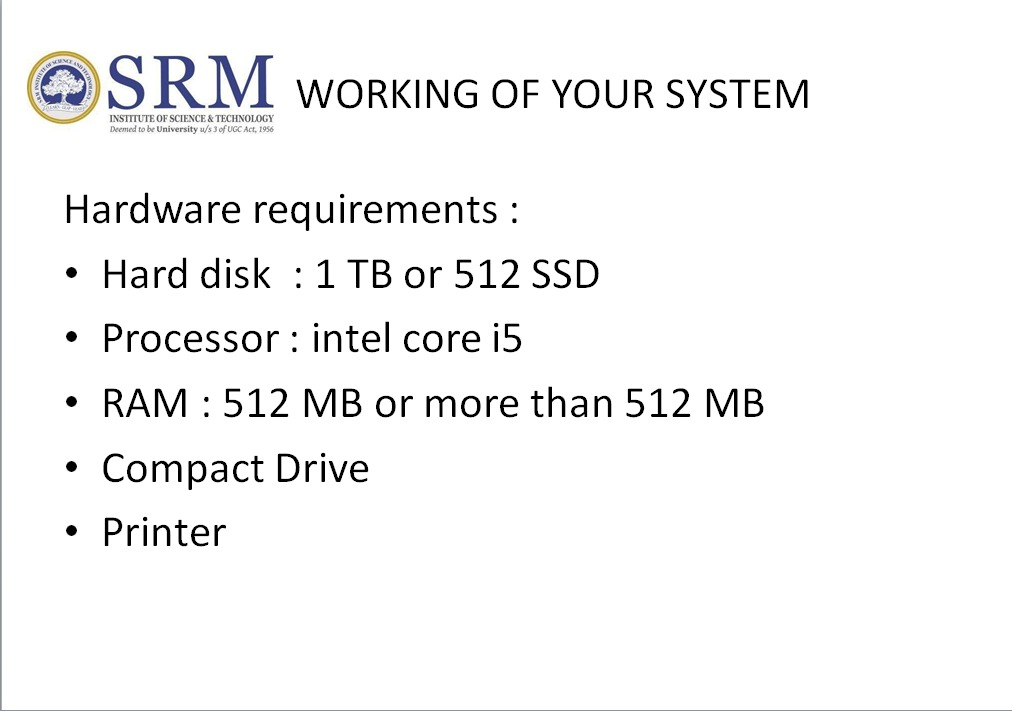 SRM
INSTITUTE OF SCIENCE & TECHNOLOGY
Deemed to be University u/s 3 of UGC Act, 1956
WORKING OF YOUR SYSTEM
Hardware requirements :
• Hard disk : 1 TB or 512 SSD
• Processor : intel core i5
• RAM : 512 MB or more than 512 MB
• Compact Drive
• Printer